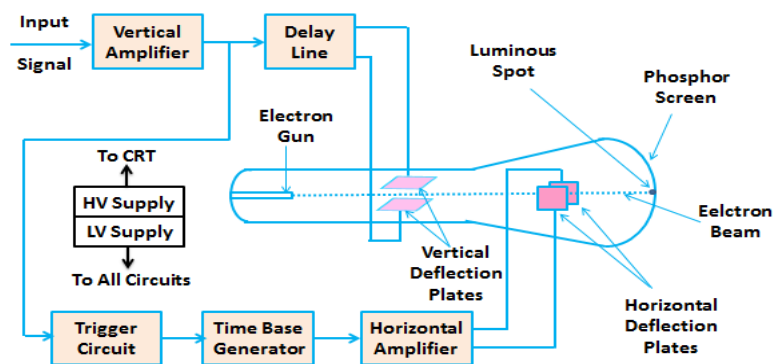 Input
Signal
Vertical
Amplifier
Delay
Line
Luminous
Spot
Phosphor
Screen
Electron
Gun
To CRT
HV Supply
LV Supply
To All Circuits
Vertical
Deflection
Plates
Eelctron
Beam
Horizontal
Deflection
Plates
Trigger
Circuit
Time Base
Generator
Horizontal
Amplifier